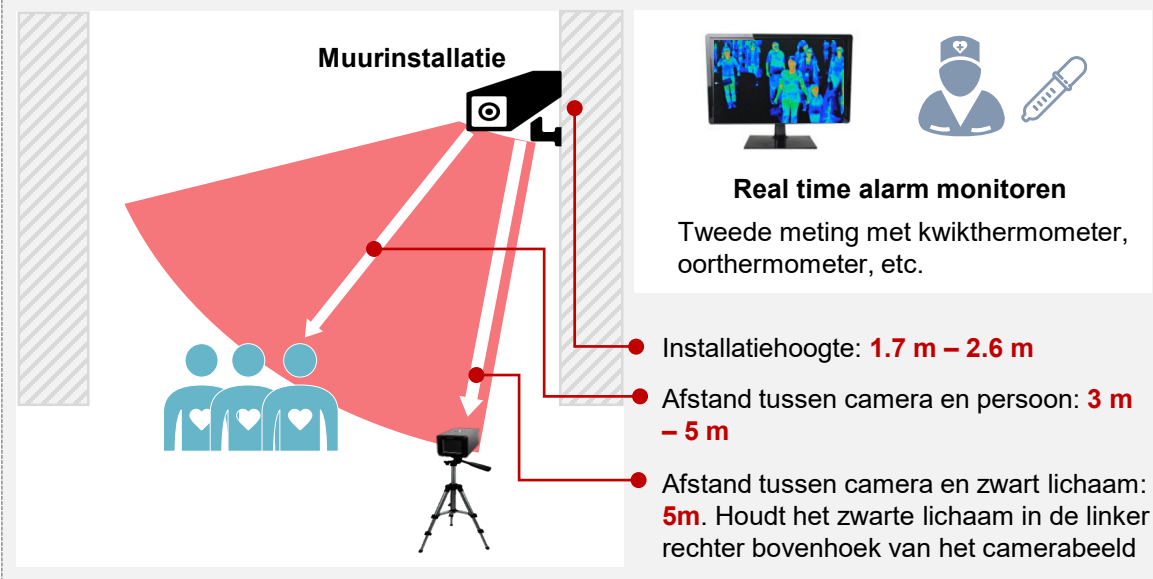 Muurinstallatie
Real time alarm monitoren
Tweede meting met kwikthermometer,
oorthermometer, etc.
Installatiehoogte: 1.7 m – 2.6 m
Afstand tussen camera en persoon: 3 m
– 5 m
Afstand tussen camera en zwart lichaam:
5m. Houdt het zwarte lichaam in de linker
rechter bovenhoek van het camerabeeld